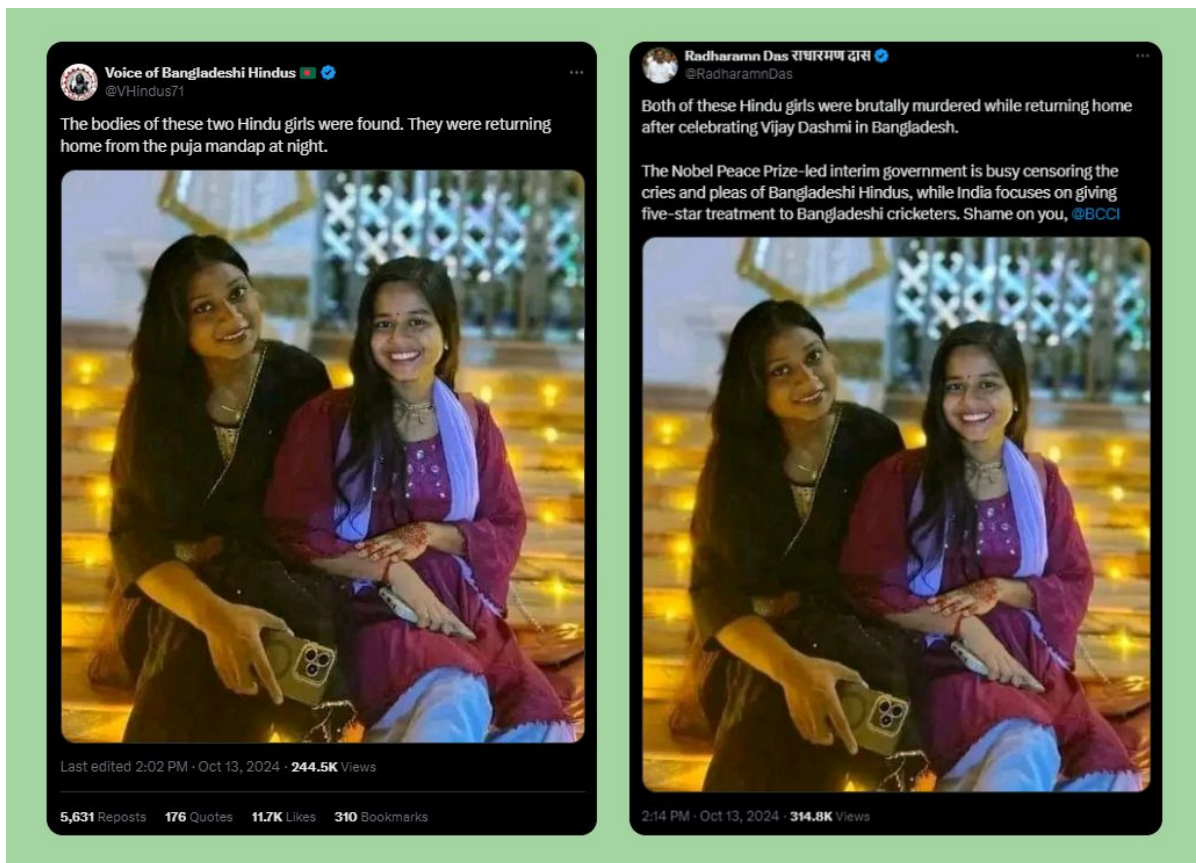 Voice of Bangladeshi Hindus
@VHindus71
The bodies of these two Hindu girls were found. They were returning
home from the puja mandap at night.
Last edited 2:02 PM · Oct 13, 2024 · 244.5K Views
5,631 Reposts 176 Quotes 11.7K Likes 310 Bookmarks
Radharamn Das राधारमण दास
@RadharamnDas
Both of these Hindu girls were brutally murdered while returning home
after celebrating Vijay Dashmi in Bangladesh.
The Nobel Peace Prize-led interim government is busy censoring the
cries and pleas of Bangladeshi Hindus, while India focuses on giving
five-star treatment to Bangladeshi cricketers. Shame on you, @BCCI
2:14 PM · Oct 13, 2024 · 314.8K Views